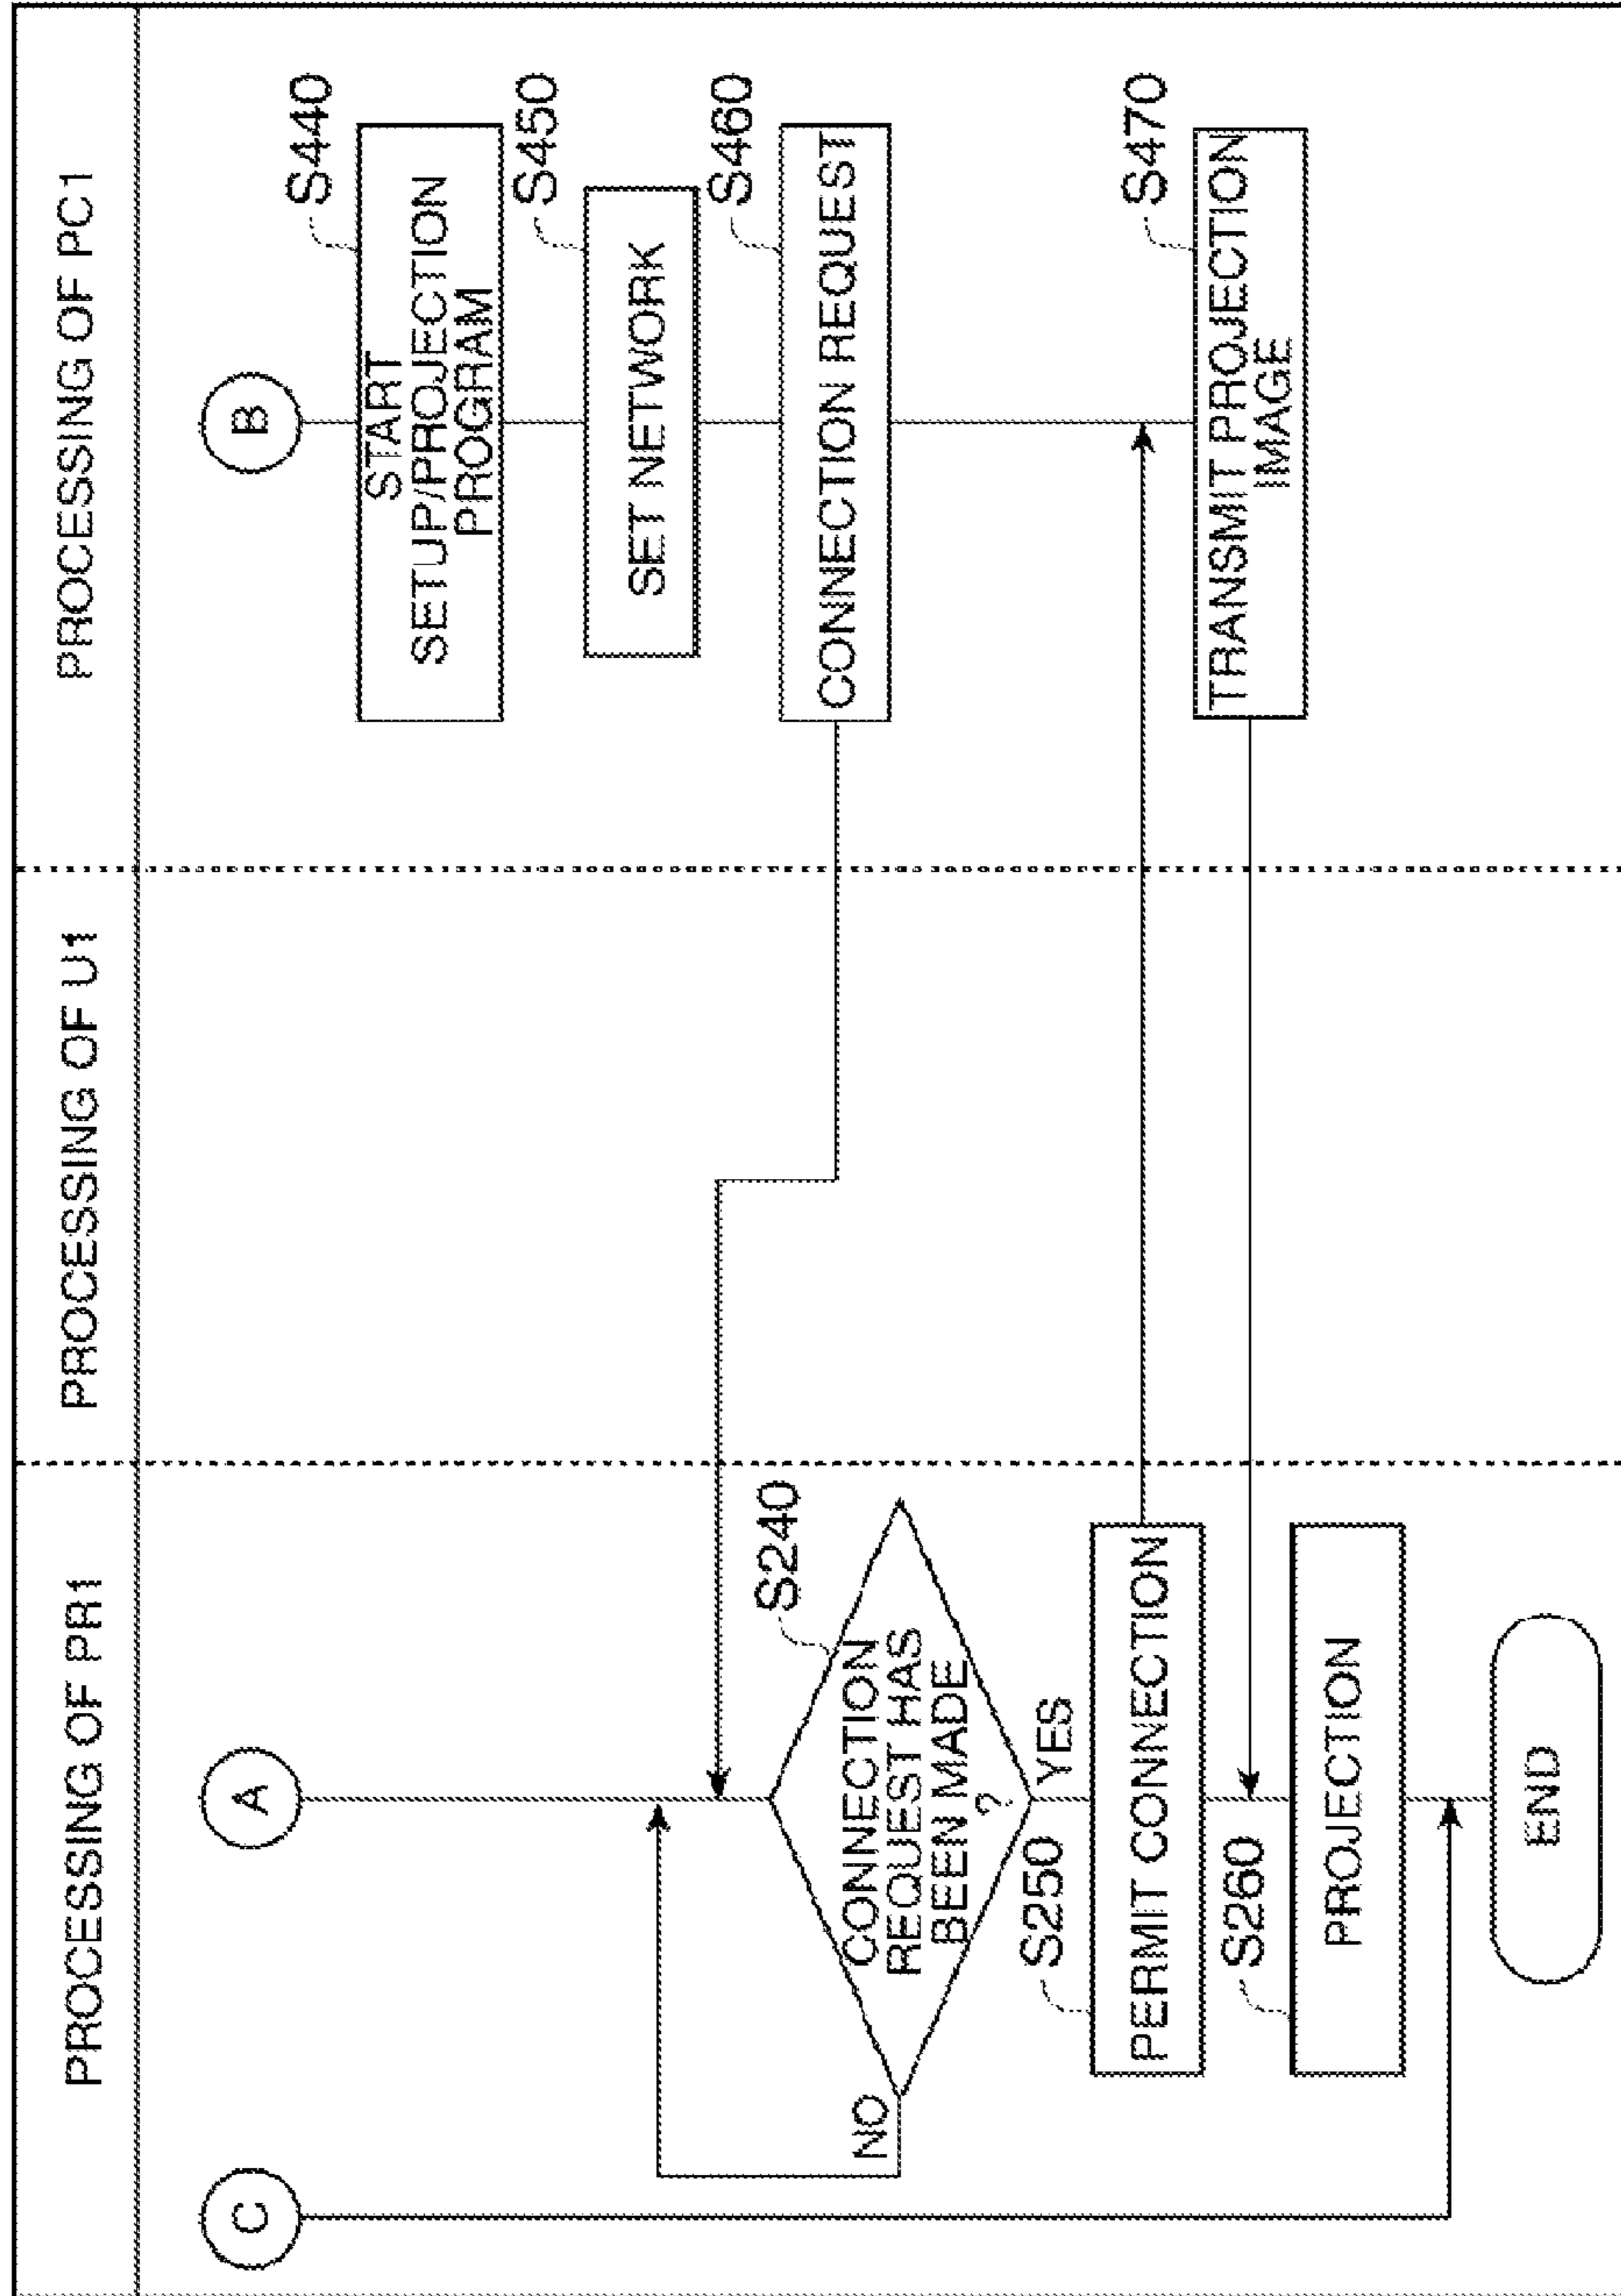 PROCESSING OF PR1
PROCESSING OF U1
PROCESSING OF PC1
C
A
B
S440
START
SETUP/PROJECTION
PROGRAM
S450
SET NETWORK
S460
CONNECTION REQUEST
S240
CONNECTION
REQUEST HAS
BEEN MADE
?
NO
YES
S250
PERMIT CONNECTION
S470
TRANSMIT PROJECTION
IMAGE
S260
PROJECTION
END